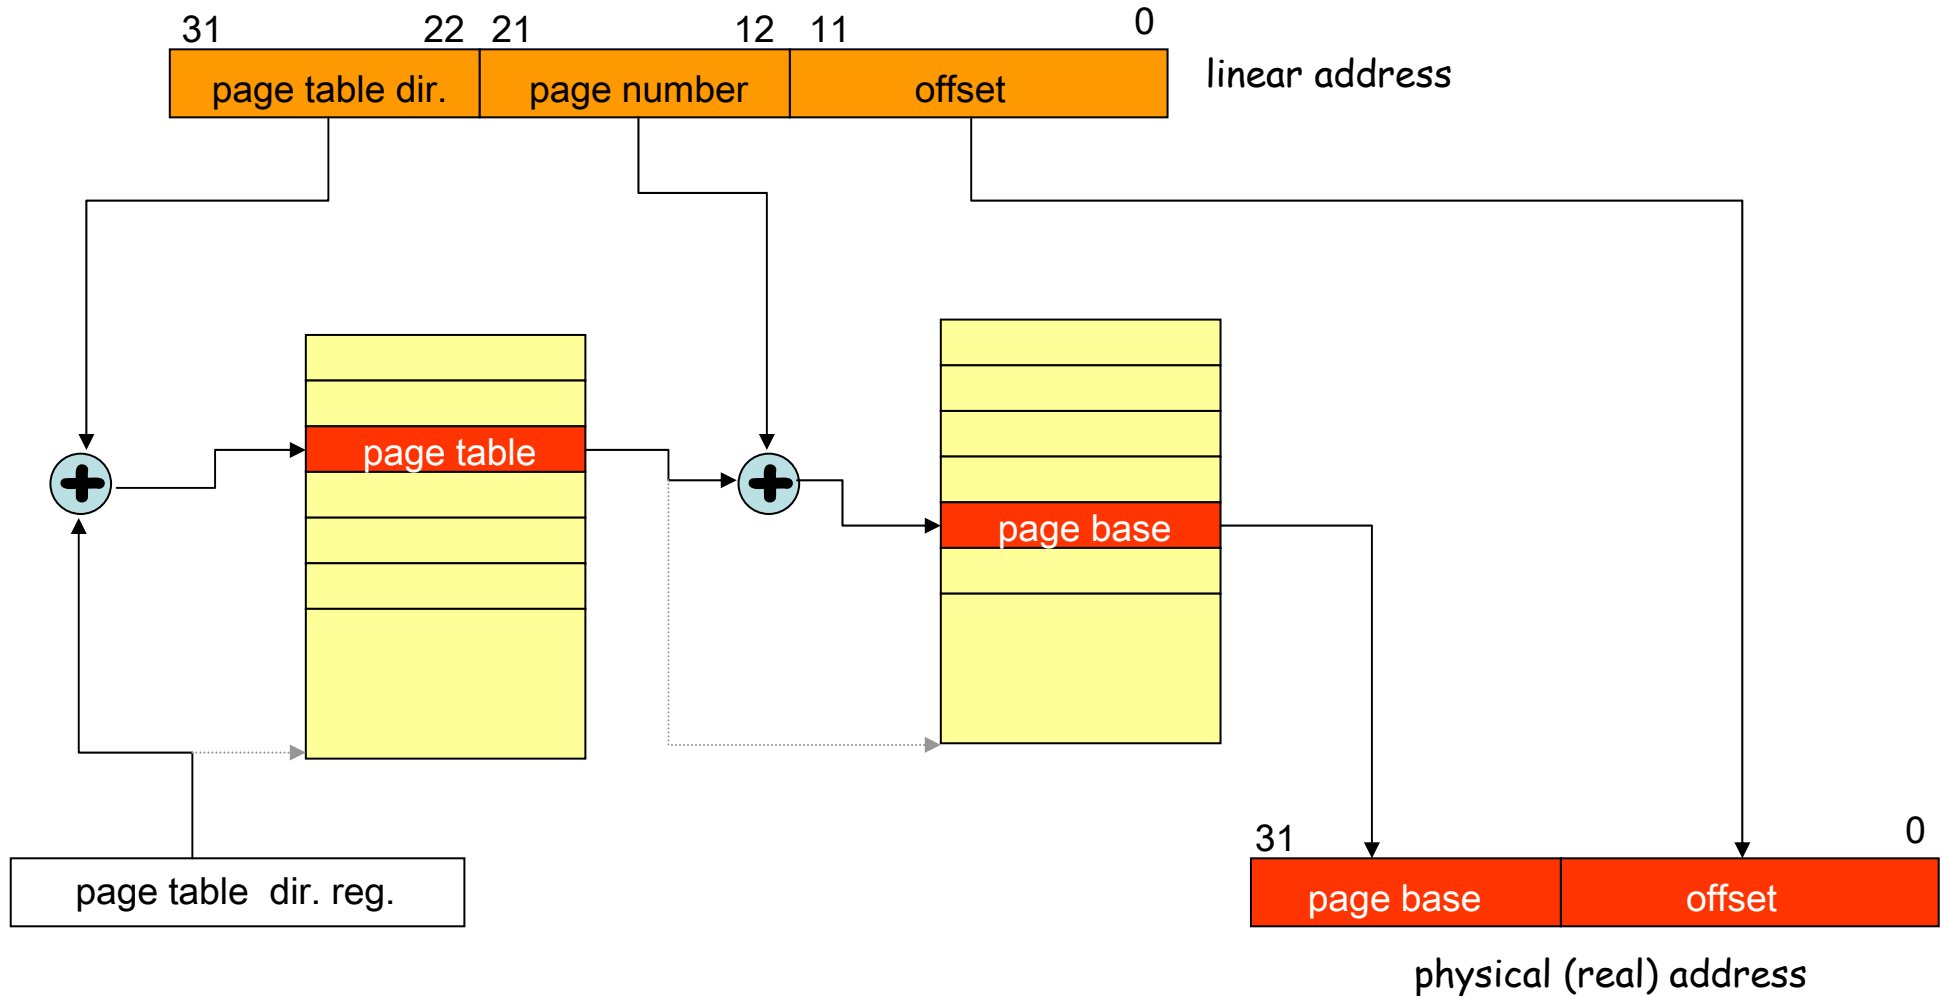 31 22 21 12 11 0
page table dir. page number offset
linear address
page table
page base
31 0
page table dir. reg.
page base offset
physical (real) address